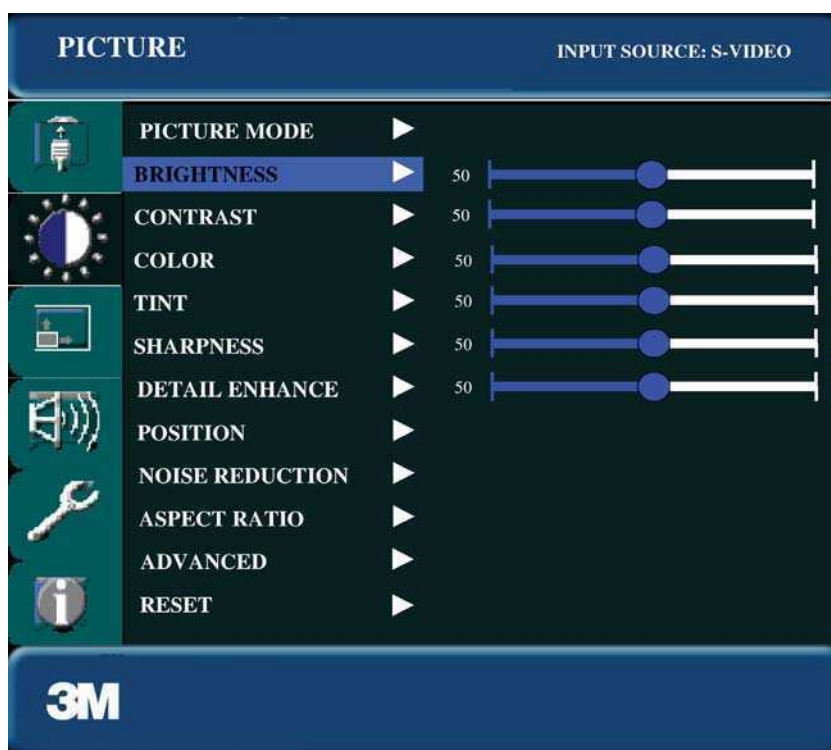 PICTURE
INPUT SOURCE: S-VIDEO
PICTURE MODE
BRIGHTNESS 50
CONTRAST 50
COLOR 50
TINT 50
SHARPNESS 50
DETAIL ENHANCE 50
POSITION
NOISE REDUCTION
ASPECT RATIO
ADVANCED
RESET
3M